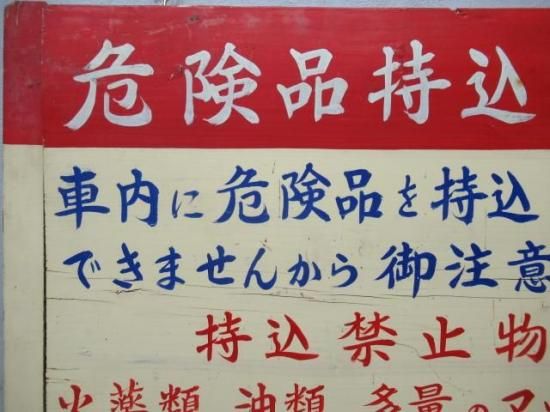 危険品持込
車内に危険品を持込
できませんから御注意
持込禁止物
火薬類 油類 多量の